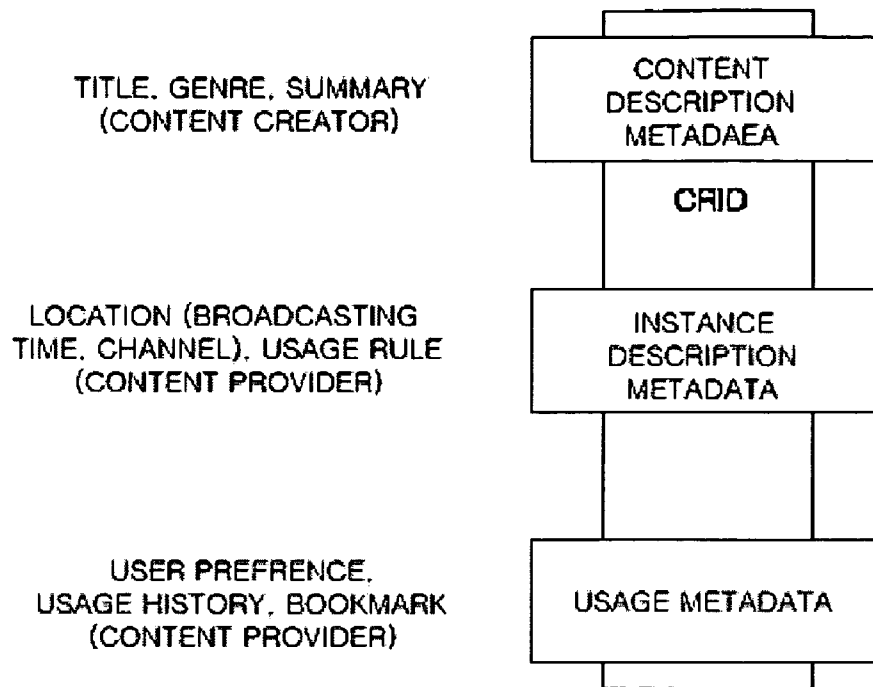 TITLE, GENRE, SUMMARY
(CONTENT CREATOR)
CONTENT
DESCRIPTION
METADAEA
CRID
LOCATION (BROADCASTING
TIME, CHANNEL), USAGE RULE
(CONTENT PROVIDER)
INSTANCE
DESCRIPTION
METADATA
USER PREFRENCE,
USAGE HISTORY, BOOKMARK
(CONTENT PROVIDER)
USAGE METADATA